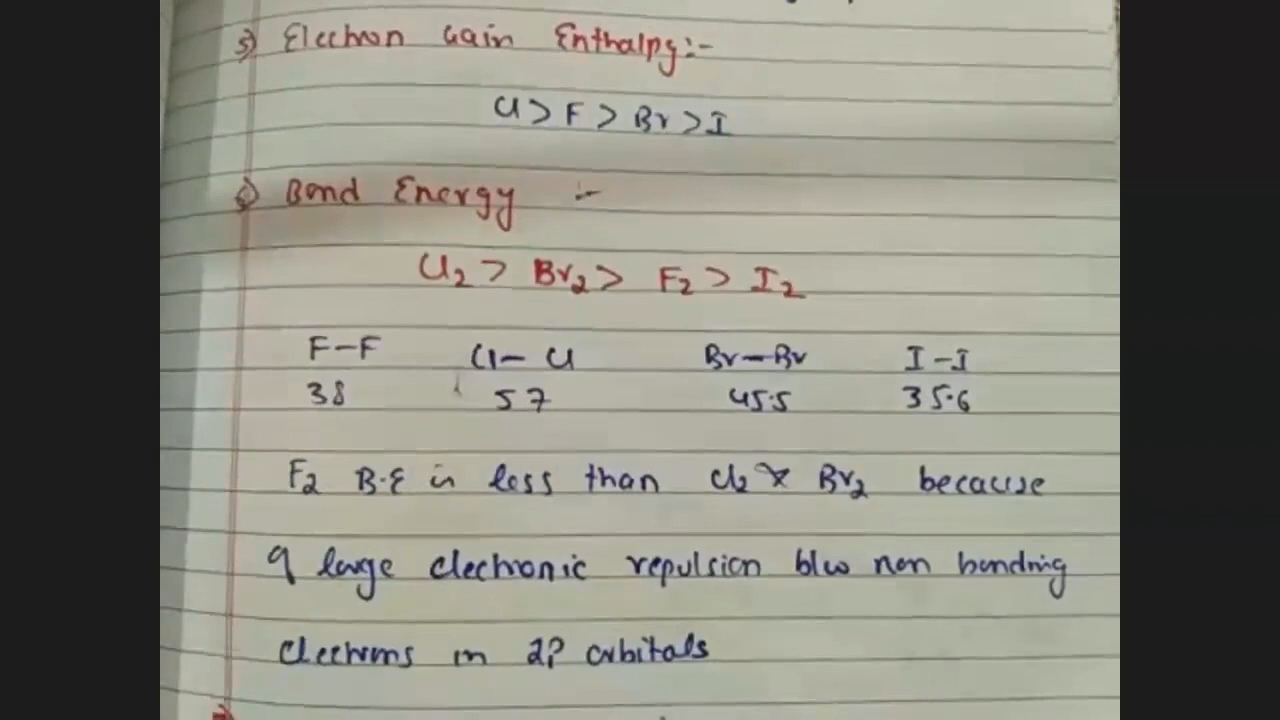 5) Electron Gain Enthalpy:-
Cl > F > Br > I
6) Bond Energy :-
Cl2 > Br2 > F2 > I2
F-F Cl-Cl Br-Br I-I
38 57 45.5 35.6
F2 B.E is less than Cl2 & Br2 because
of large electronic repulsion b/w non bonding
electrons in 2P orbitals